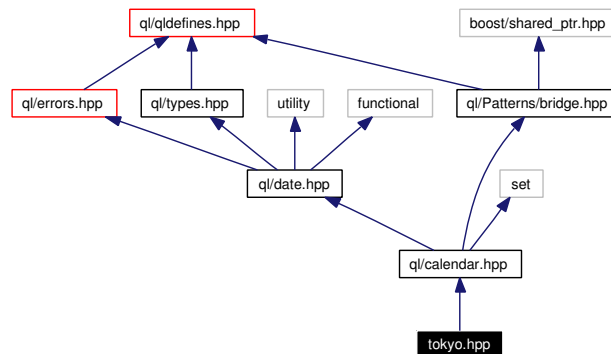 ql/qldefines.hpp
boost/shared_ptr.hpp
ql/errors.hpp
ql/types.hpp
utility
functional
ql/Patterns/bridge.hpp
ql/date.hpp
set
ql/calendar.hpp
tokyo.hpp